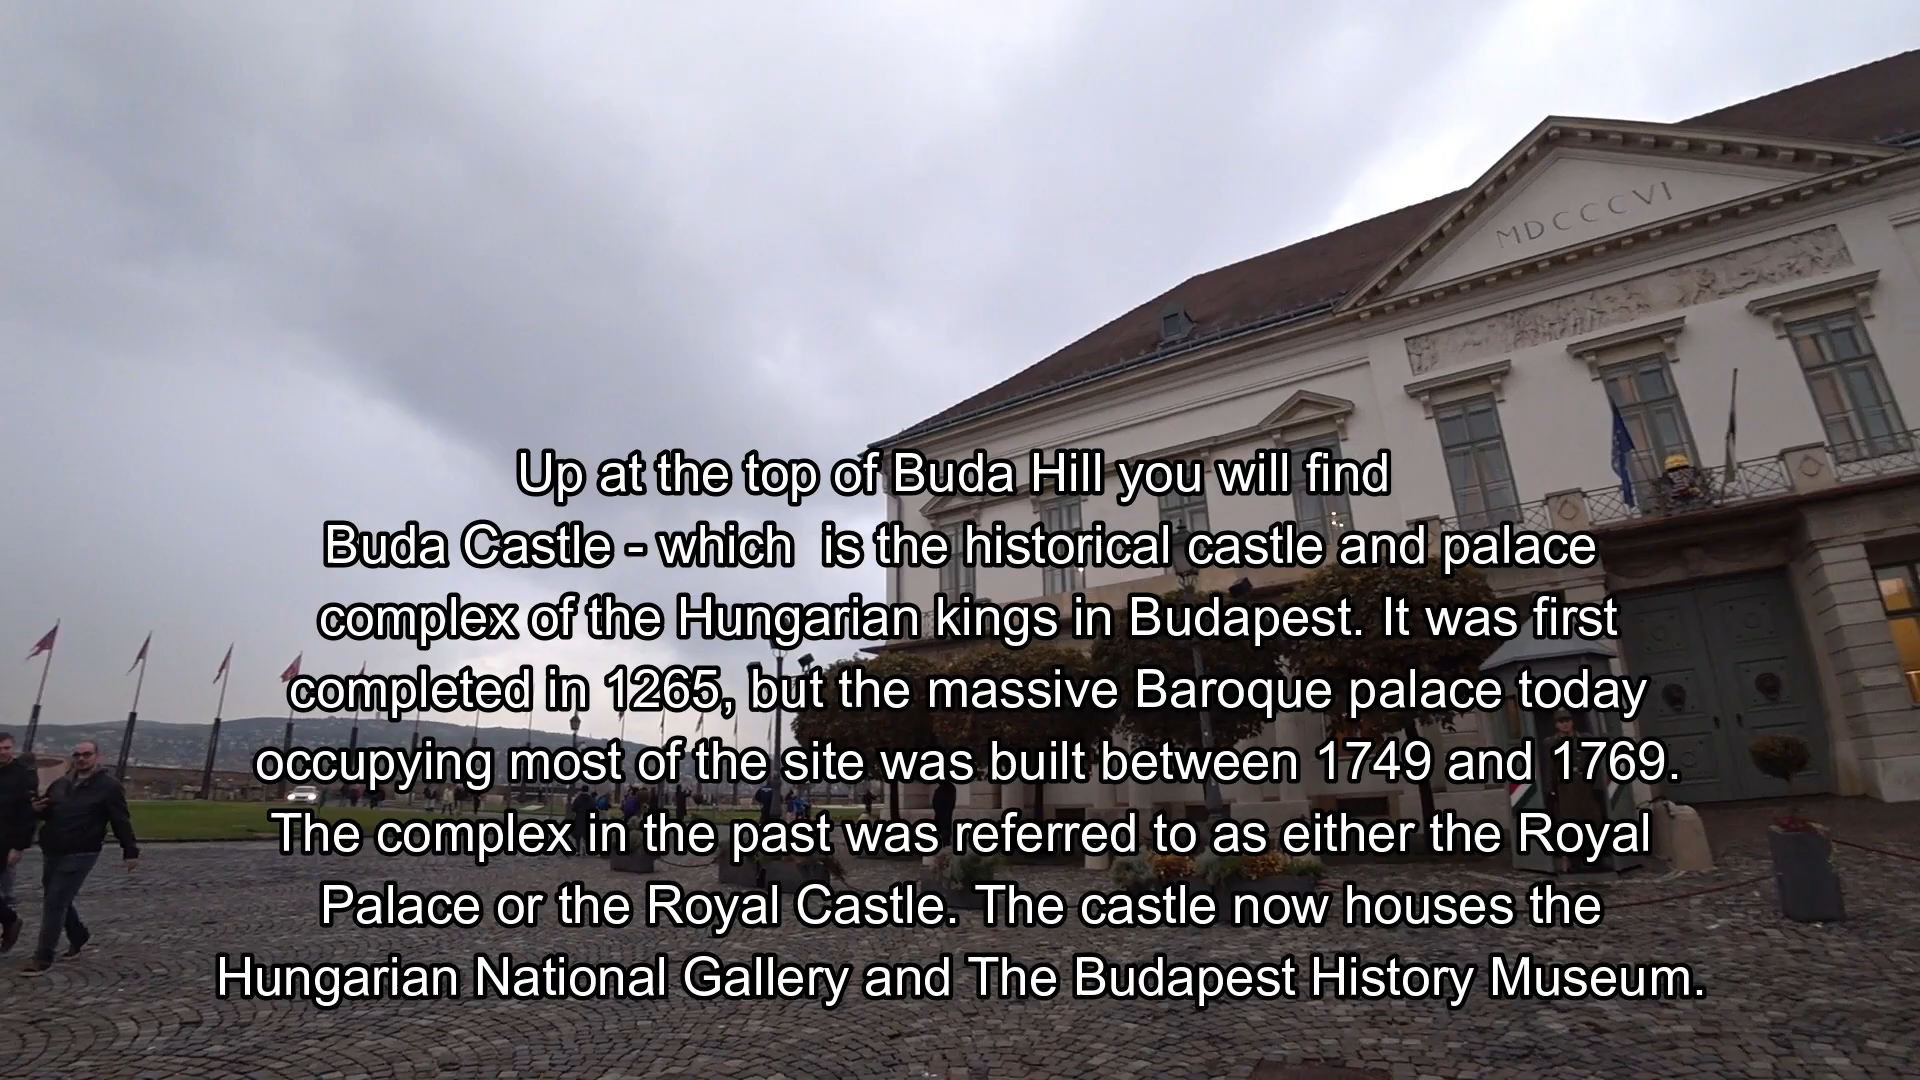 MDCCCVI
Up at the top of Buda Hill you will find
Buda Castle - which  is the historical castle and palace
complex of the Hungarian kings in Budapest. It was first
completed in 1265, but the massive Baroque palace today
occupying most of the site was built between 1749 and 1769.
The complex in the past was referred to as either the Royal
Palace or the Royal Castle. The castle now houses the
Hungarian National Gallery and The Budapest History Museum.